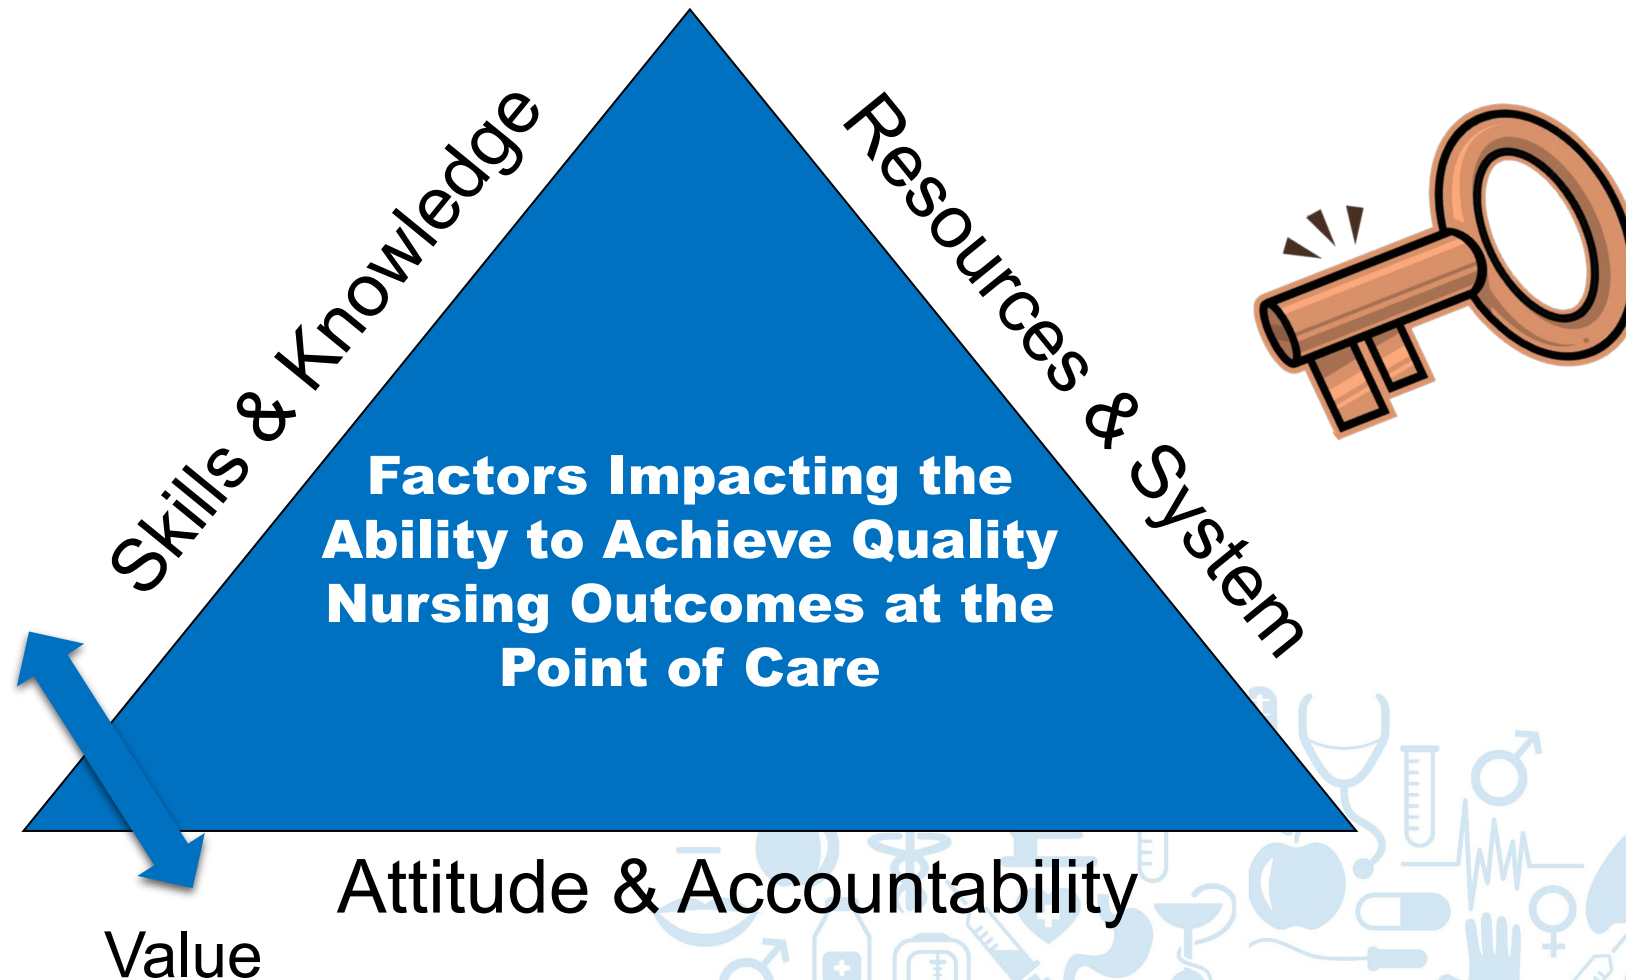 Skills & Knowledge
Resources & System
Factors Impacting the
Ability to Achieve Quality
Nursing Outcomes at the
Point of Care
Attitude & Accountability
Value